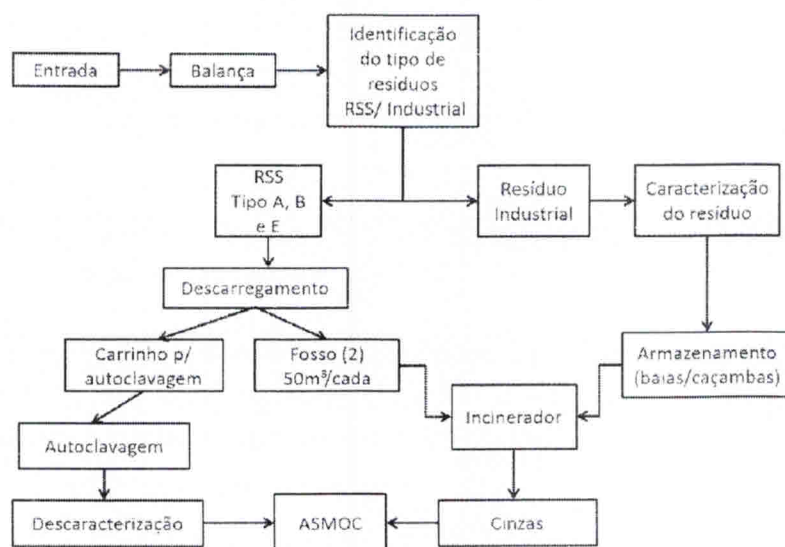 Entrada
Balança
Identificação
do tipo de
resíduos
RSS/ Industrial
RSS
Tipo A, B
e E
Resíduo
Industrial
Caracterização
do resíduo
Descarregamento
Carrinho p/
autoclavagem
Fosso (2)
50m³/cada
Armazenamento
(baias/caçambas)
Incinerador
Autoclavagem
Descaracterização
ASMOC
Cinzas